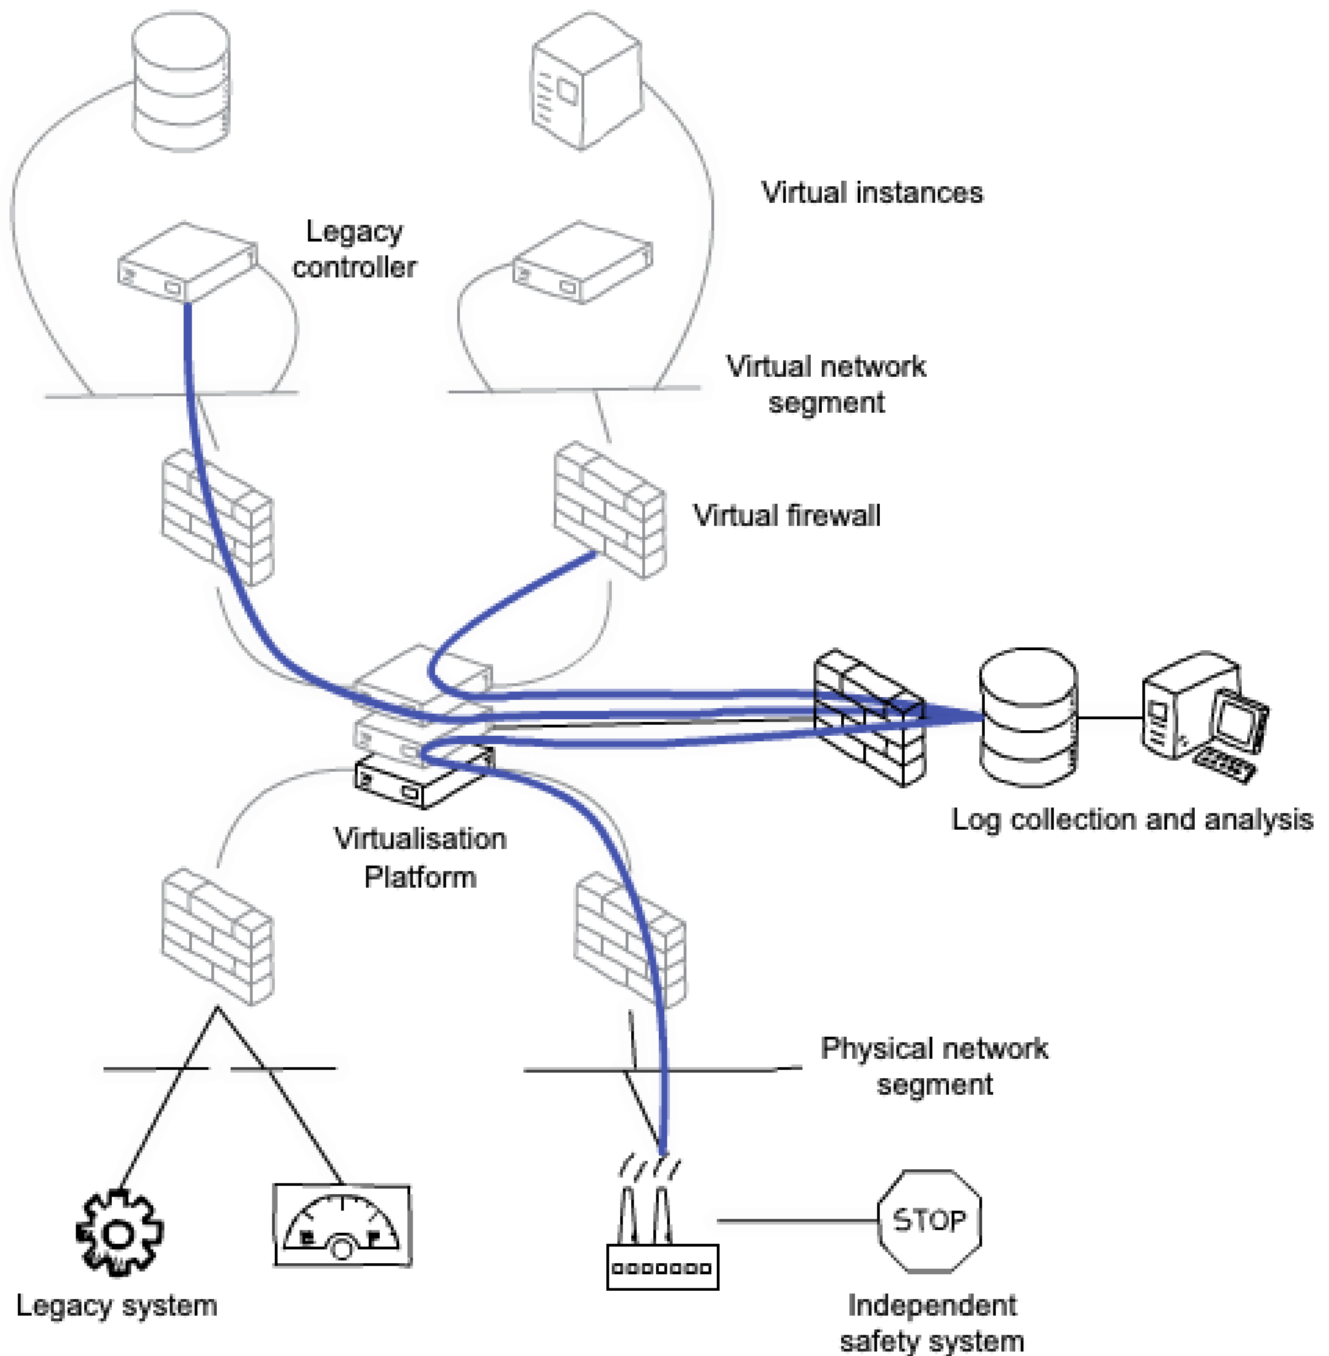 Virtual instances
Legacy
controller
Virtual network
segment
Virtual firewall
Log collection and analysis
Virtualisation
Platform
Physical network
segment
STOP
E F
Legacy system
Independent
safety system